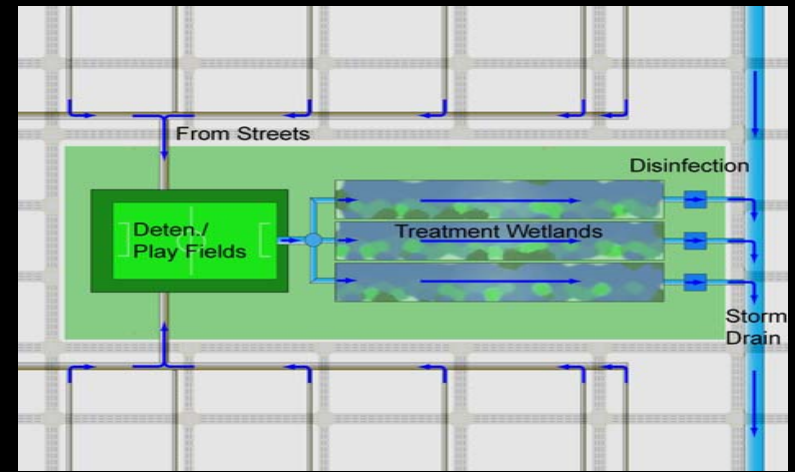 From Streets
Disinfection
Deten./
Play Fields
Treatment Wetlands
Storm
Drain